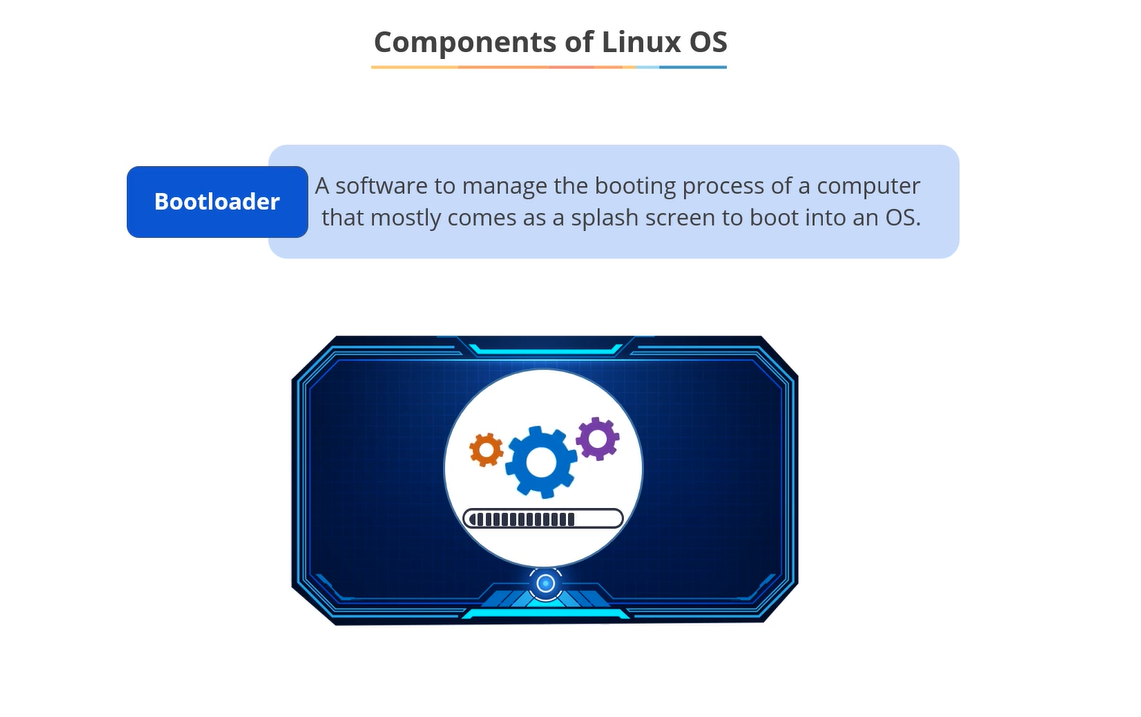 Components of Linux OS
Bootloader
A software to manage the booting process of a computer
that mostly comes as a splash screen to boot into an OS.